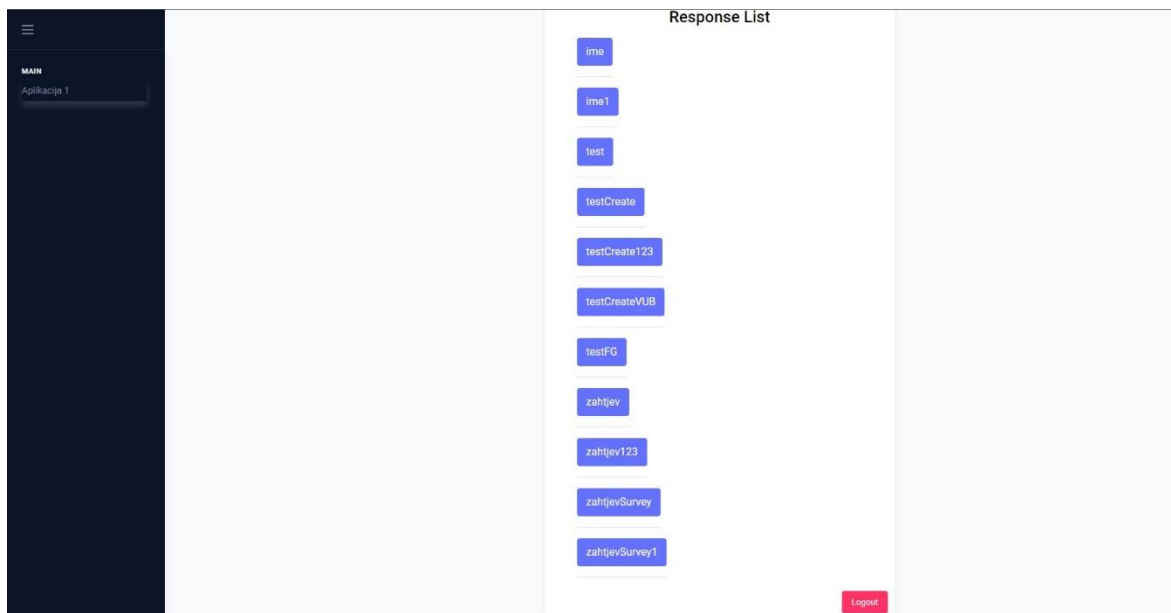 MAIN
Aplikacija 1
Response List
ime
ime1
test
testCreate
testCreate123
testCreateVUB
testFG
zahtjev
zahtjev123
zahtjevSurvey
zahtjevSurvey1
Logout